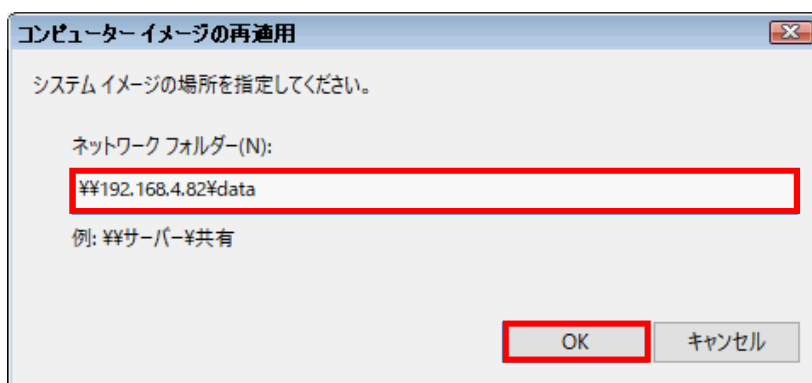 コンピューター イメージの再適用
システム イメージの場所を指定してください。
ネットワーク フォルダー(N):
¥¥192.168.4.82¥data
例: ¥¥サーバー¥共有
OK
キャンセル